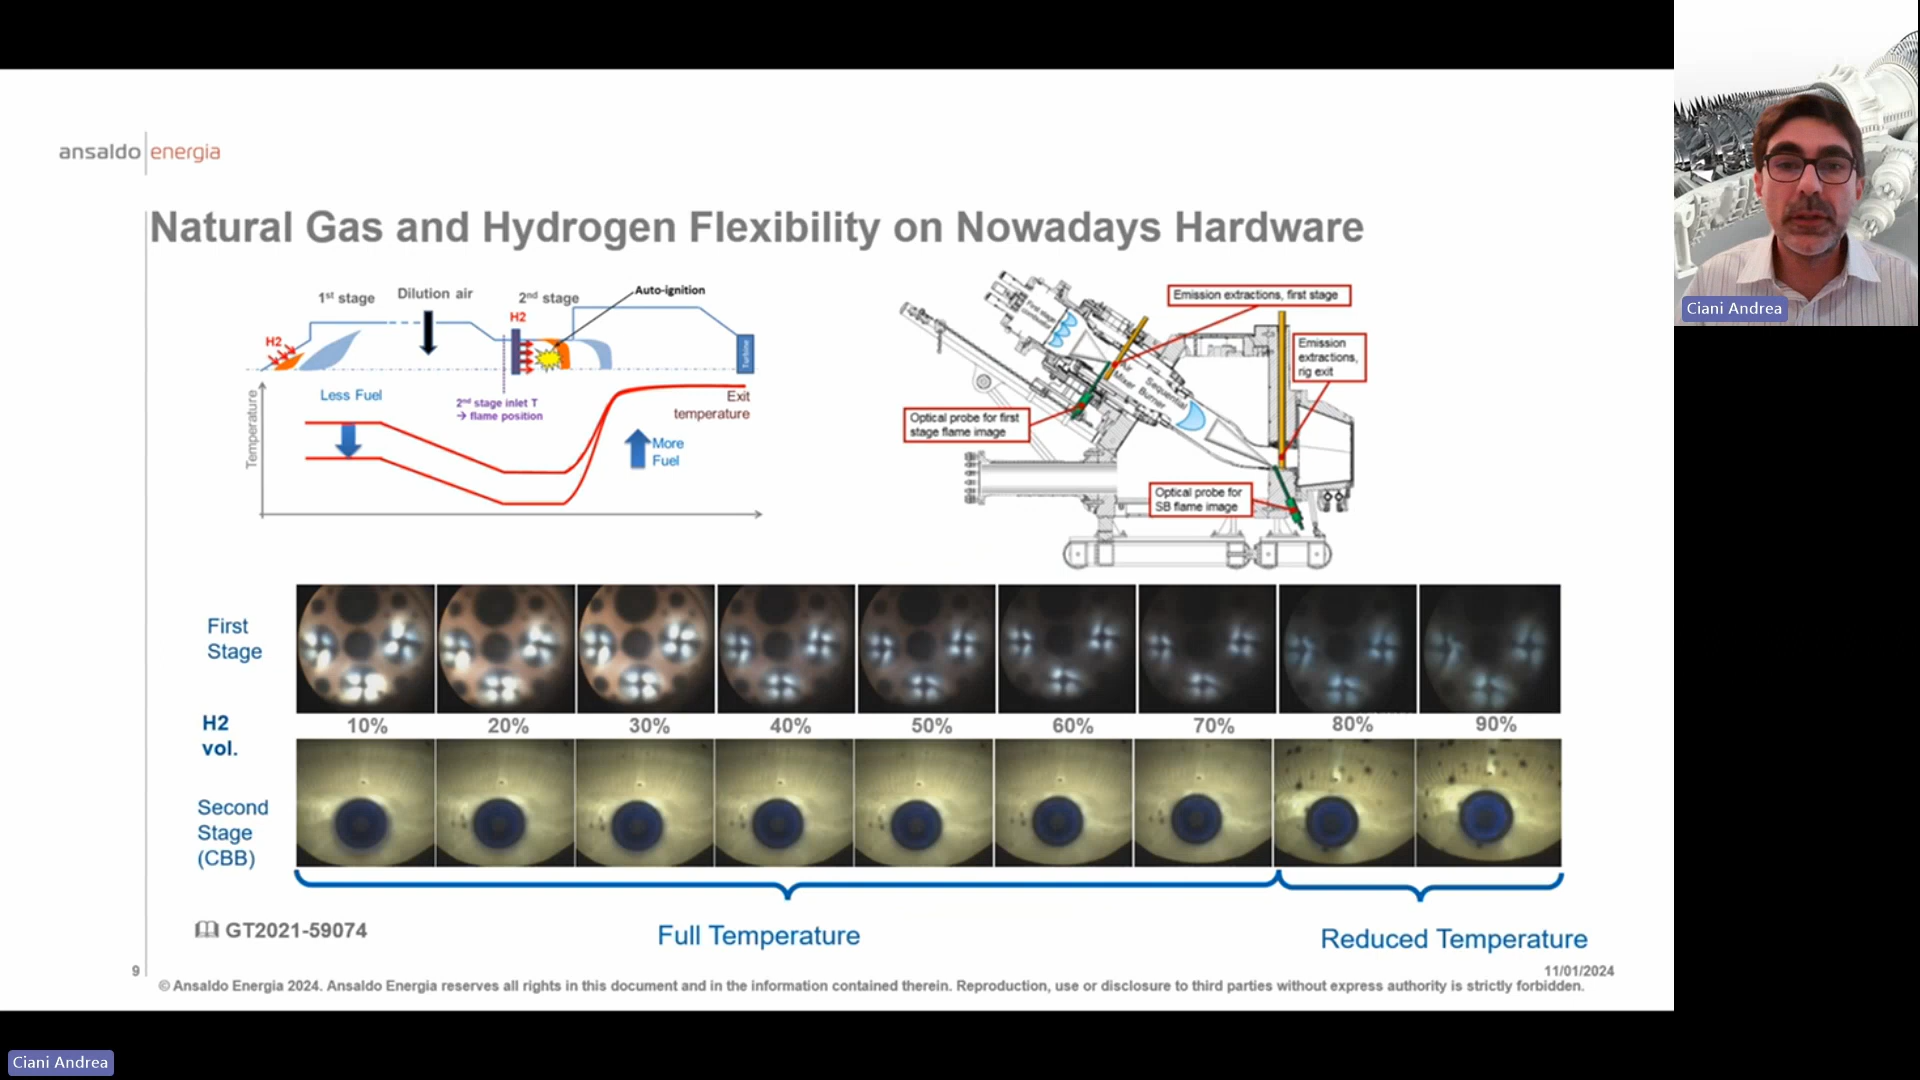 ansaldo energia
Natural Gas and Hydrogen Flexibility on Nowadays Hardware
1st stage
Dilution air
2nd stage
Auto-ignition
H2
H2
Turbine
Less Fuel
2nd stage inlet T
→ flame position
Exit
temperature
Temperature
More
Fuel
Emission extractions, first stage
Emission
extractions,
rig exit
Air
Mixer
Sequential
Burner
Optical probe for first
stage flame image
Optical probe for
SB flame image
First
Stage
H2
vol.
10%
20%
30%
40%
50%
60%
70%
80%
90%
Second
Stage
(CBB)
Full Temperature
Reduced Temperature
GT2021-59074
9
11/01/2024
© Ansaldo Energia 2024. Ansaldo Energia reserves all rights in this document and in the information contained therein. Reproduction, use or disclosure to third parties without express authority is strictly forbidden.
Ciani Andrea
Ciani Andrea